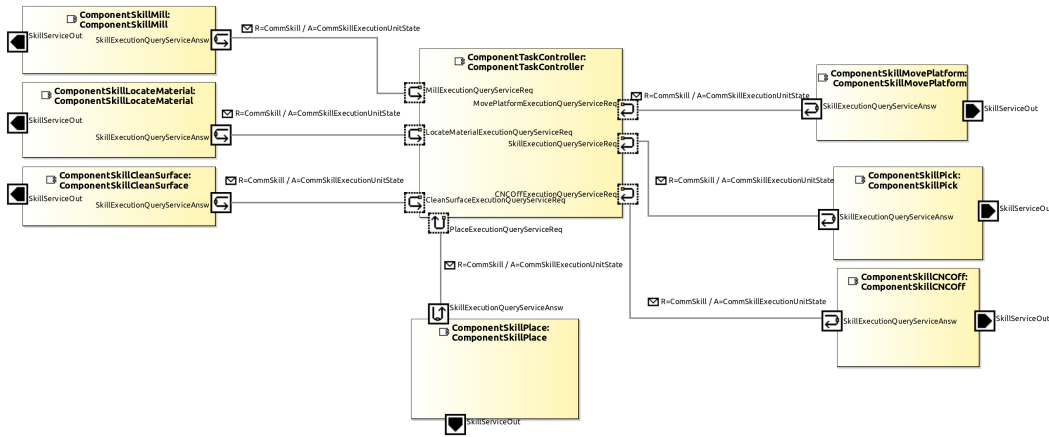 ComponentSkillMill:
ComponentSkillMill
SkillServiceOut
SkillExecutionQueryServiceAnsw
R=CommSkill / A=CommSkillExecutionUnitState
ComponentSkillLocateMaterial:
ComponentSkillLocateMaterial
SkillServiceOut
SkillExecutionQueryServiceAnsw
R=CommSkill / A=CommSkillExecutionUnitState
ComponentSkillCleanSurface:
ComponentSkillCleanSurface
SkillServiceOut
SkillExecutionQueryServiceAnsw
R=CommSkill / A=CommSkillExecutionUnitState
ComponentTaskController:
ComponentTaskController
MillExecutionQueryServiceReq
MovePlatformExecutionQueryServiceReq
LocateMaterialExecutionQueryServiceReq
SkillExecutionQueryServiceReq
CNCOffExecutionQueryServiceReq
CleanSurfaceExecutionQueryServiceReq
PlaceExecutionQueryServiceReq
R=CommSkill / A=CommSkillExecutionUnitState
SkillExecutionQueryServiceAnsw
ComponentSkillPlace:
ComponentSkillPlace
SkillServiceOut
R=CommSkill / A=CommSkillExecutionUnitState
ComponentSkillMovePlatform:
ComponentSkillMovePlatform
SkillExecutionQueryServiceAnsw
SkillServiceOut
R=CommSkill / A=CommSkillExecutionUnitState
ComponentSkillPick:
ComponentSkillPick
SkillExecutionQueryServiceAnsw
SkillServiceOu
R=CommSkill / A=CommSkillExecutionUnitState
ComponentSkillCNCOff:
ComponentSkillCNCOff
SkillExecutionQueryServiceAnsw
SkillServiceOut